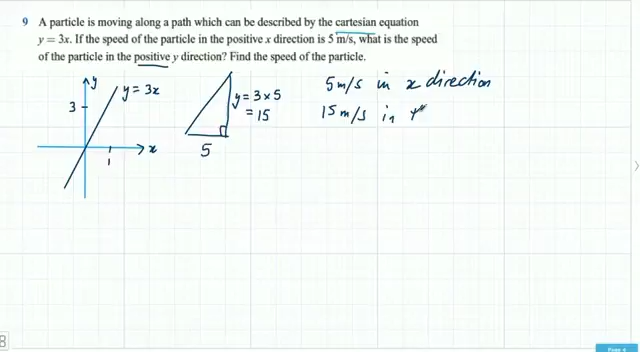 9 A particle is moving along a path which can be described by the cartesian equation
y = 3x. If the speed of the particle in the positive x direction is 5 m/s, what is the speed
of the particle in the positive y direction? Find the speed of the particle.
y
y = 3x
3
x
1
y = 3 × 5
= 15
5
5 m/s in x direction
15 m/s in
Page 4